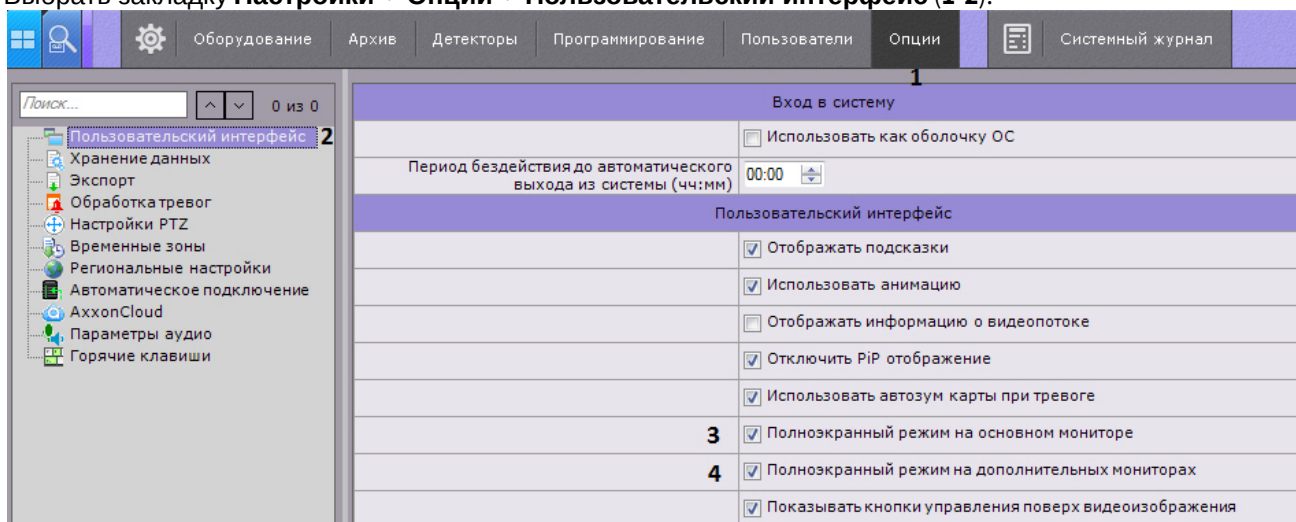 Выбрать закладку Настройки Опции Пользовательский интерфейс (1-2).
Оборудование Архив Детекторы Программирование Пользователи Опции Системный журнал
1
Поиск... 0 из 0
Пользовательский интерфейс 2
Хранение данных
Экспорт
Обработка тревог
Настройки PTZ
Временные зоны
Региональные настройки
Автоматическое подключение
AxxonCloud
Параметры аудио
Горячие клавиши
Вход в систему
Использовать как оболочку ОС
Период бездействия до автоматического
выхода из системы (чч:мм) 00:00
Пользовательский интерфейс
Отображать подсказки
Использовать анимацию
Отображать информацию о видеопотоке
Отключить PiP отображение
Использовать автозум карты при тревоге
3 Полноэкранный режим на основном мониторе
4 Полноэкранный режим на дополнительных мониторах
Показывать кнопки управления поверх видеоизображения